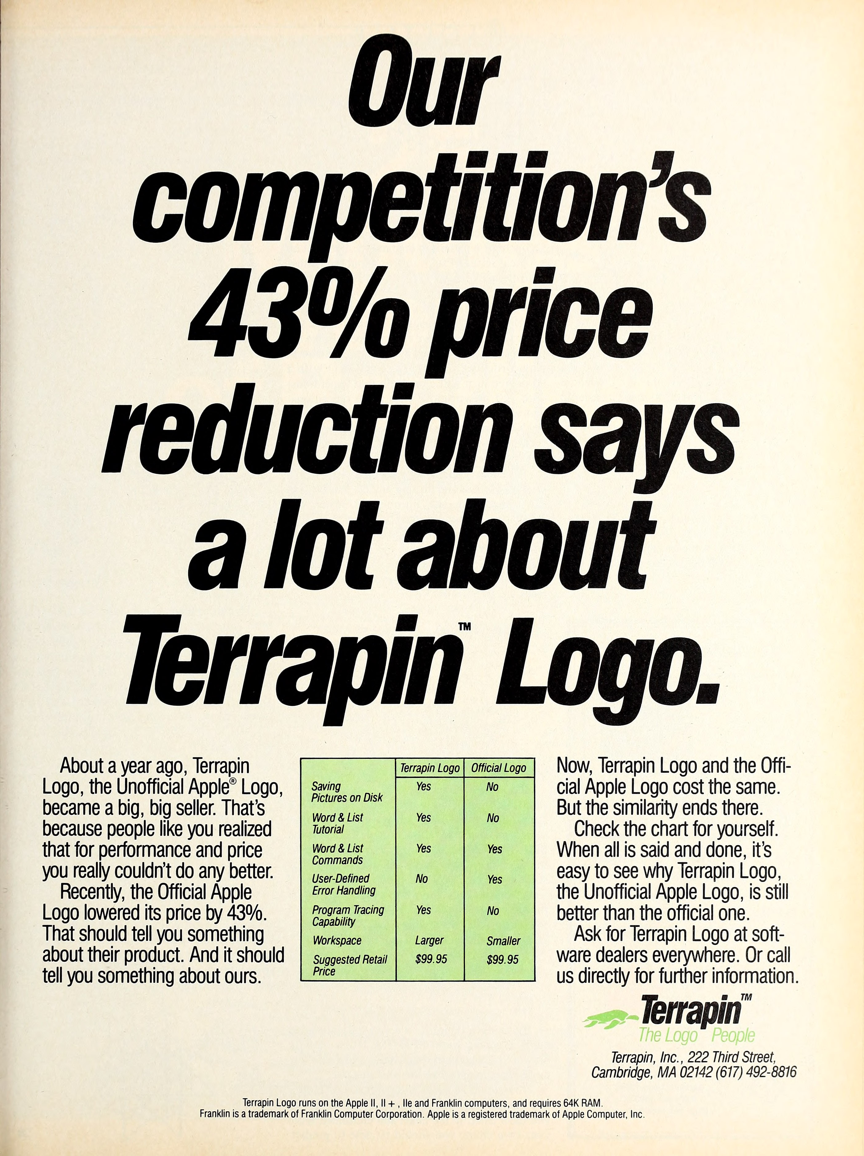 Our
competition's
43% price
reduction says
a lot about
Terrapin™ Logo.
About a year ago, Terrapin
Logo, the Unofficial Apple® Logo,
became a big, big seller. That's
because people like you realized
that for performance and price
you really couldn't do any better.
Recently, the Official Apple
Logo lowered its price by 43%.
That should tell you something
about their product. And it should
tell you something about ours.
Terrapin Logo Official Logo
Saving
Pictures on Disk Yes No
Word & List
Tutorial Yes No
Word & List
Commands Yes Yes
User-Defined
Error Handling No Yes
Program Tracing
Capability Yes No
Workspace Larger Smaller
Suggested Retail
Price $99.95 $99.95
Now, Terrapin Logo and the Offi-
cial Apple Logo cost the same.
But the similarity ends there.
Check the chart for yourself.
When all is said and done, it's
easy to see why Terrapin Logo,
the Unofficial Apple Logo, is still
better than the official one.
Ask for Terrapin Logo at soft-
ware dealers everywhere. Or call
us directly for further information.
Terrapin™
The Logo People
Terrapin, Inc., 222 Third Street,
Cambridge, MA 02142 (617) 492-8816
Terrapin Logo runs on the Apple II, II + , IIe and Franklin computers, and requires 64K RAM.
Franklin is a trademark of Franklin Computer Corporation. Apple is a registered trademark of Apple Computer, Inc.